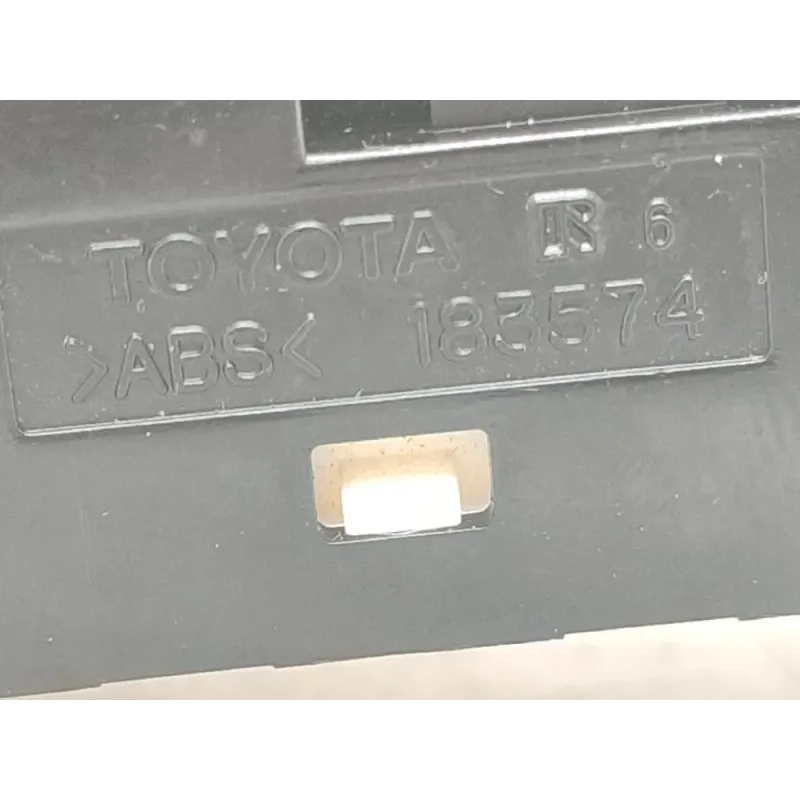 TOYOTA R 6
>ABS< 183574